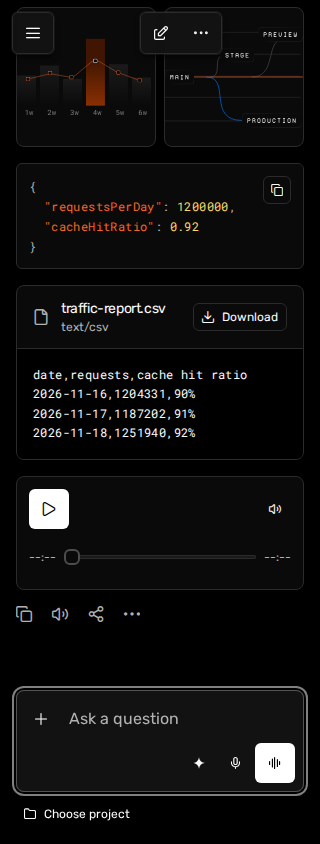 PREVIEW
STAGE
MAIN
PRODUCTION
1w 2w 3w 4w 5w 6w
{
"requestsPerDay": 1200000,
"cacheHitRatio": 0.92
}
traffic-report.csv
text/csv
Download
date,requests,cache hit ratio
2026-11-16,1204331,90%
2026-11-17,1187202,91%
2026-11-18,1251940,92%
--:-- --:--
Ask a question
Choose project